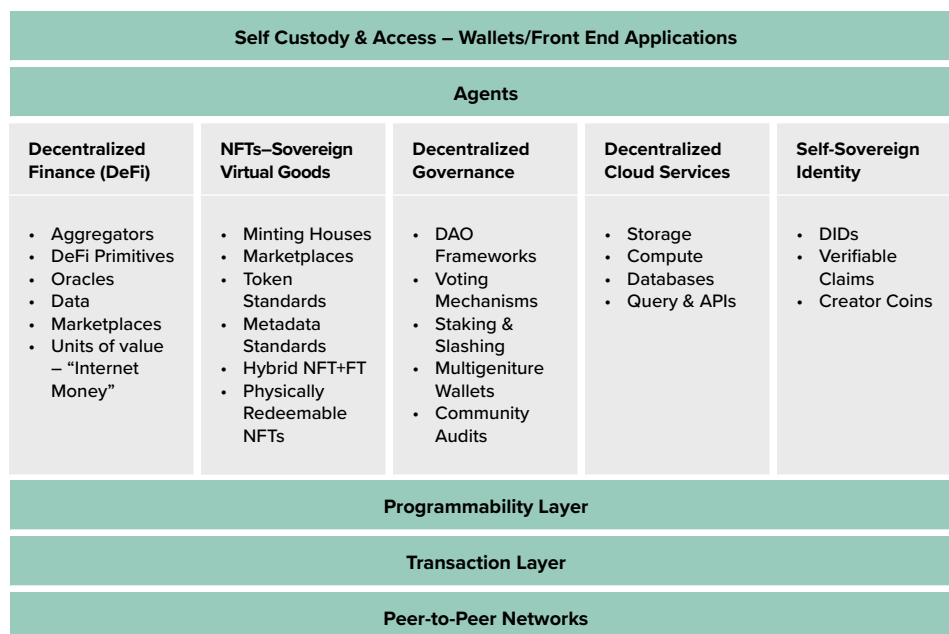 Self Custody & Access – Wallets/Front End Applications
Agents
Decentralized
Finance (DeFi)
• Aggregators
• DeFi Primitives
• Oracles
• Data
• Marketplaces
• Units of value
– “Internet
Money”
NFTs–Sovereign
Virtual Goods
• Minting Houses
• Marketplaces
• Token
Standards
• Metadata
Standards
• Hybrid NFT+FT
• Physically
Redeemable
NFTs
Decentralized
Governance
• DAO
Frameworks
• Voting
Mechanisms
• Staking &
Slashing
• Multigeniture
Wallets
• Community
Audits
Decentralized
Cloud Services
• Storage
• Compute
• Databases
• Query & APIs
Self-Sovereign
Identity
• DIDs
• Verifiable
Claims
• Creator Coins
Programmability Layer
Transaction Layer
Peer-to-Peer Networks